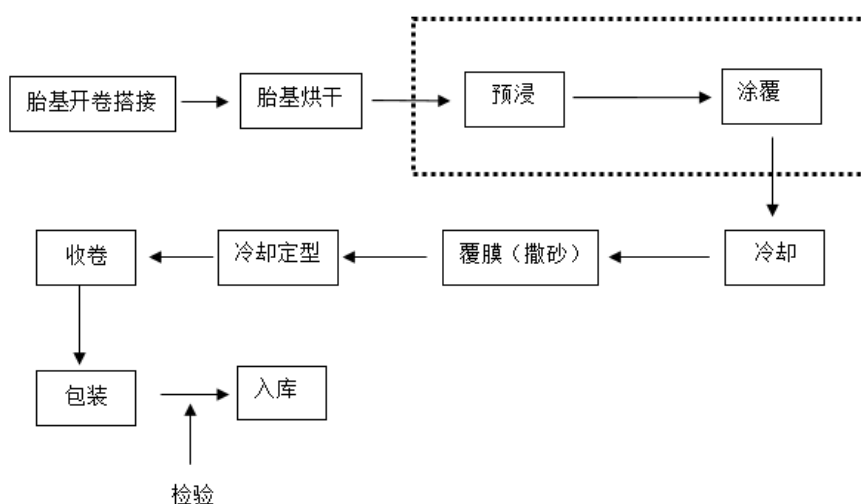 胎基开卷搭接
胎基烘干
预浸
涂覆
收卷
冷却定型
覆膜（撒砂）
冷却
包装
入库
检验